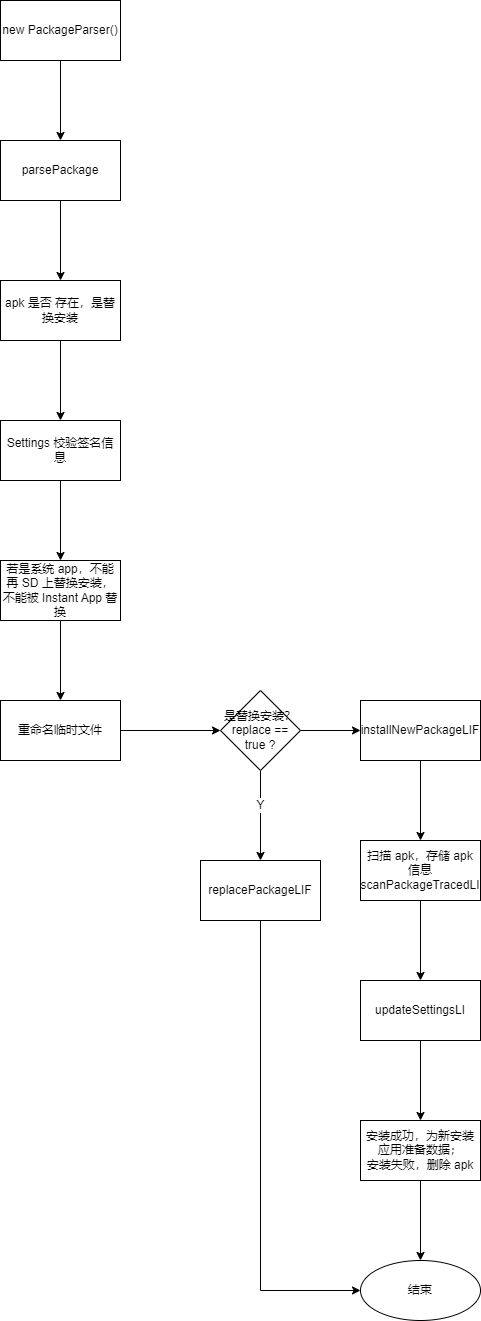 new PackageParser()
parsePackage
apk 是否 存在，是替
换安装
Settings 校验签名信
息
若是系统 app，不能
再 SD 上替换安装，
不能被 Instant App 替
换
重命名临时文件
是替换安装？
replace ==
true ?
installNewPackageLIF
Y
replacePackageLIF
扫描 apk，存储 apk
信息
scanPackageTracedLI
updateSettingsLI
安装成功，为新安装
应用准备数据；
安装失败，删除 apk
结束